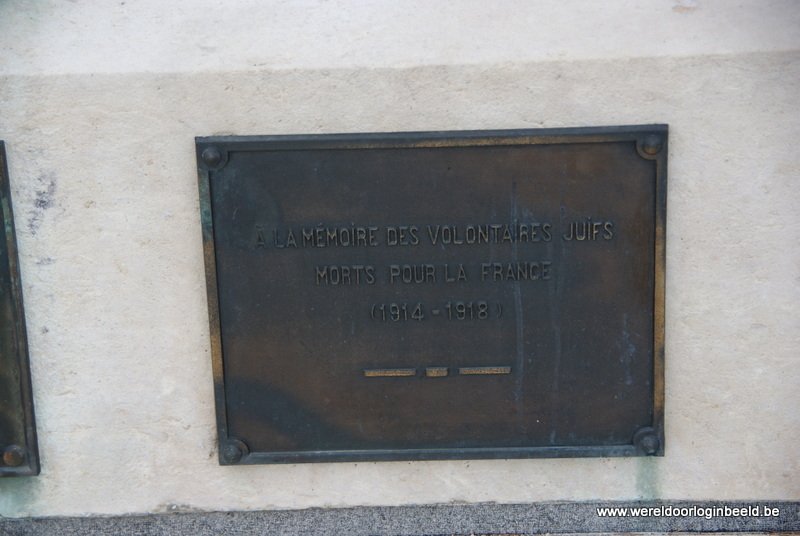 À LA MÉMOIRE DES VOLONTAIRES JUIFS
MORTS POUR LA FRANCE
(1914 - 1918)
www.wereldoorloginbeeld.be